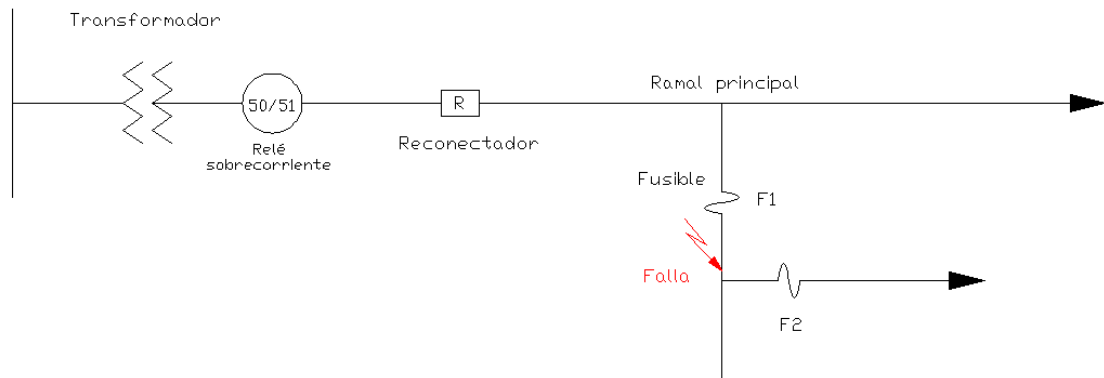 Transformador
50/51
Relé
sobrecorriente
R
Reconectador
Ramal principal
Fusible
F1
Falla
F2